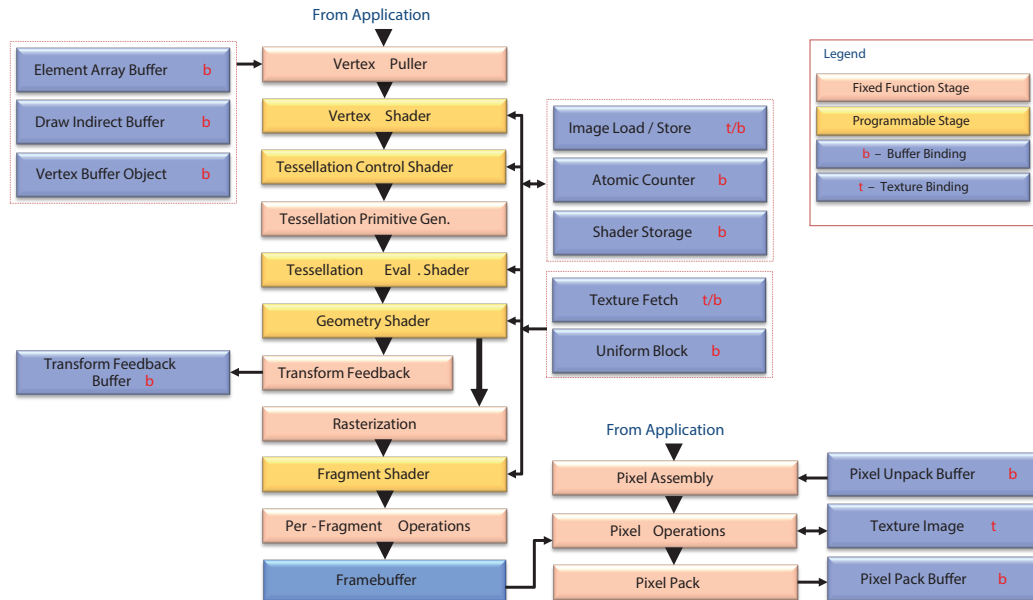 From Application
Element Array Buffer b
Draw Indirect Buffer b
Vertex Buffer Object b
Vertex Puller
Vertex Shader
Tessellation Control Shader
Tessellation Primitive Gen.
Tessellation Eval . Shader
Geometry Shader
Transform Feedback
Transform Feedback
Buffer b
Rasterization
Fragment Shader
Per - Fragment Operations
Framebuffer
Image Load / Store t/b
Atomic Counter b
Shader Storage b
Texture Fetch t/b
Uniform Block b
Legend
Fixed Function Stage
Programmable Stage
b – Buffer Binding
t – Texture Binding
From Application
Pixel Assembly
Pixel Operations
Pixel Pack
Pixel Unpack Buffer b
Texture Image t
Pixel Pack Buffer b